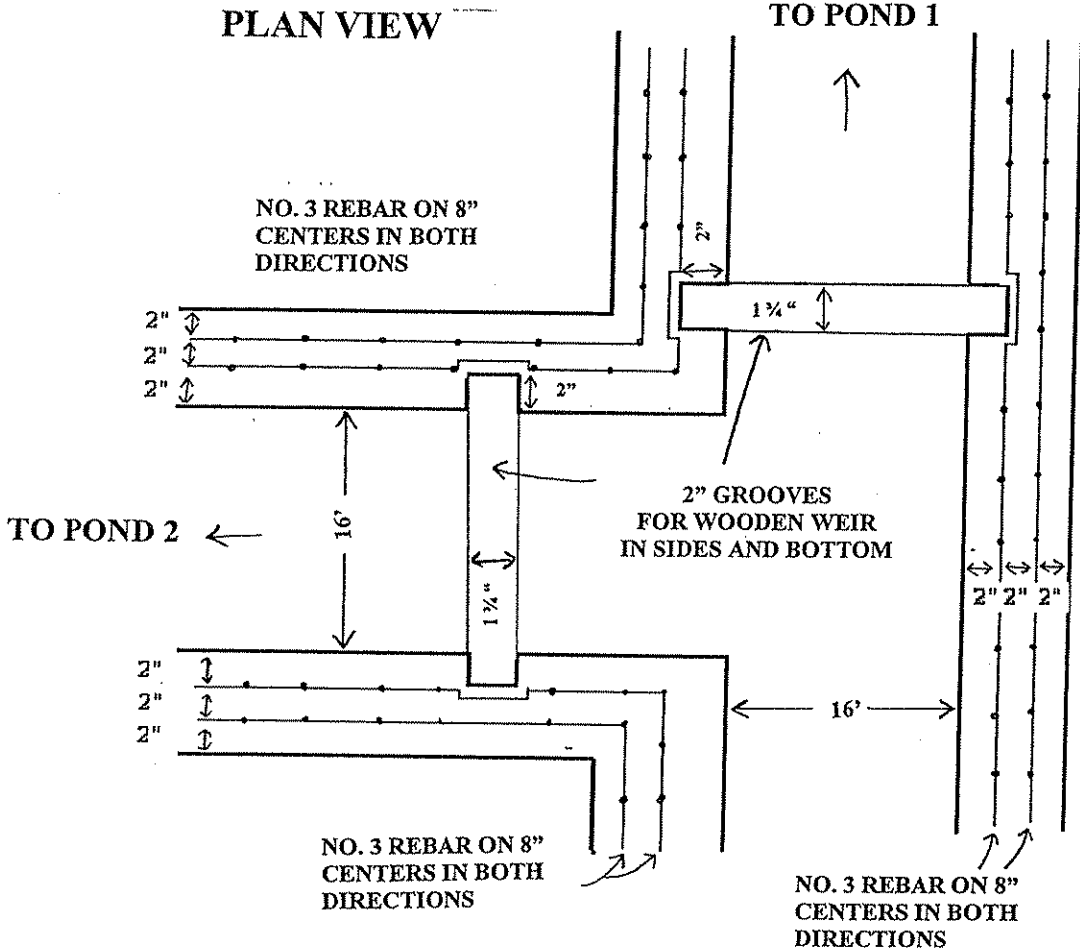 PLAN VIEW
TO POND 1
NO. 3 REBAR ON 8”
CENTERS IN BOTH
DIRECTIONS
2”
1 ¾“
2"
2"
2"
2”
16’
TO POND 2
2” GROOVES
FOR WOODEN WEIR
IN SIDES AND BOTTOM
1 ¾“
2" 2" 2"
2"
2"
2"
16’
NO. 3 REBAR ON 8”
CENTERS IN BOTH
DIRECTIONS
NO. 3 REBAR ON 8”
CENTERS IN BOTH
DIRECTIONS